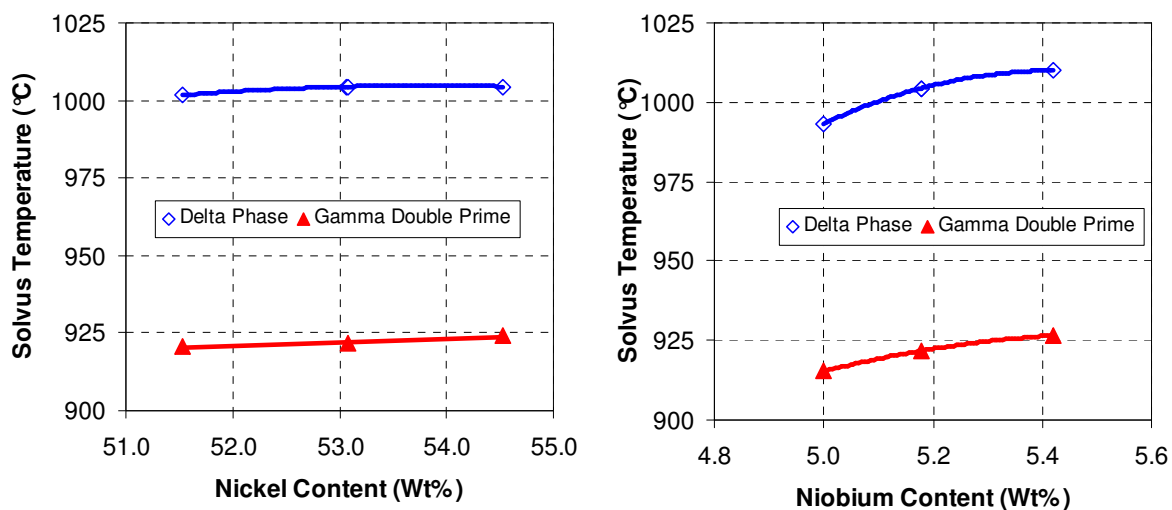 Solvus Temperature (°C)
1025
1000
975
950
925
900
Delta Phase Gamma Double Prime
51.0 52.0 53.0 54.0 55.0
Nickel Content (Wt%)
Solvus Temperature (°C)
1025
1000
975
950
925
900
Delta Phase Gamma Double Prime
4.8 5.0 5.2 5.4 5.6
Niobium Content (Wt%)